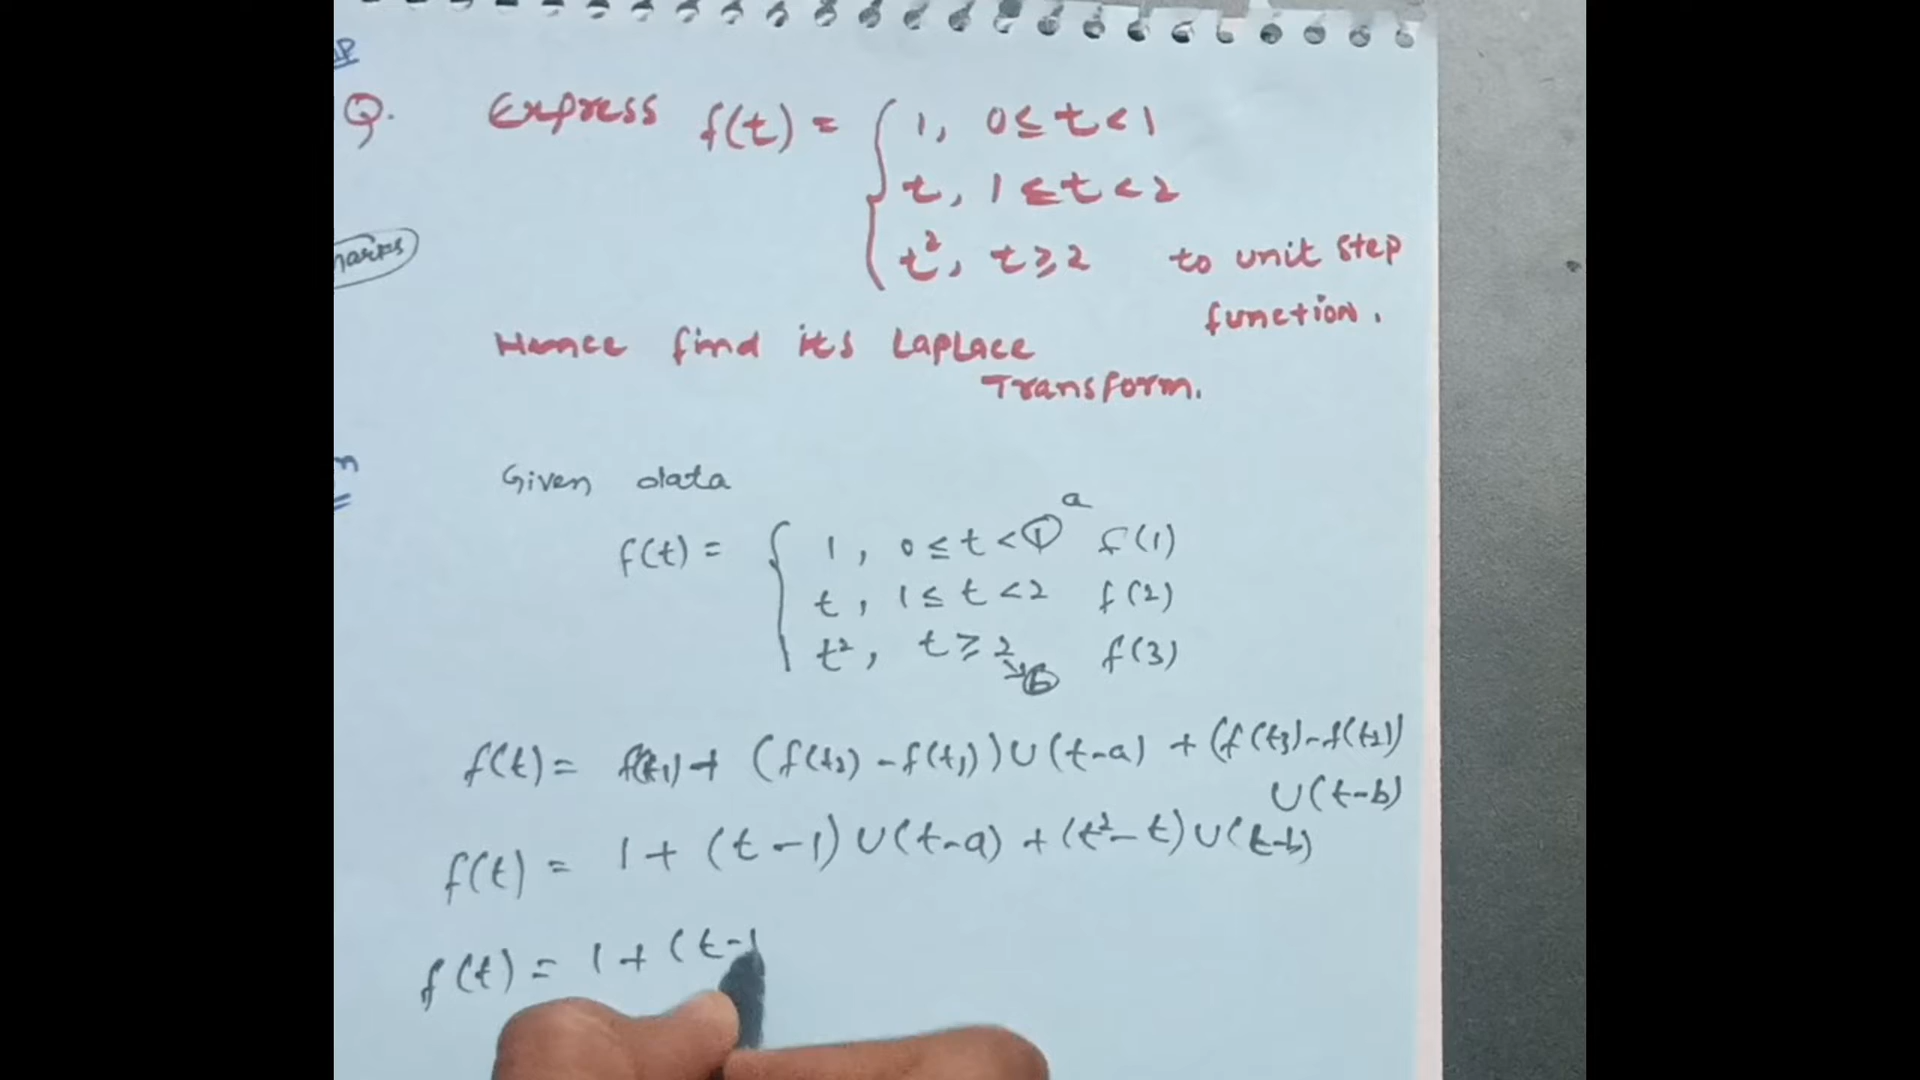 Q. Express f(t) = { 1, 0 ≤ t < 1
t, 1 ≤ t < 2
t², t ≥ 2 to unit step
function.
Hence find its Laplace
Transform.
Given data
a
f(t) = { 1, 0 ≤ t < 1 f(1)
t, 1 ≤ t < 2 f(2)
t², t ≥ 2 f(3)
b
f(t) = f(t₁) + (f(t₂) - f(t₁)) U(t-a) + (f(t₃) - f(t₂))
U(t-b)
f(t) = 1 + (t - 1) U(t-a) + (t² - t) U(t-b)
f(t) = 1 + (t-1